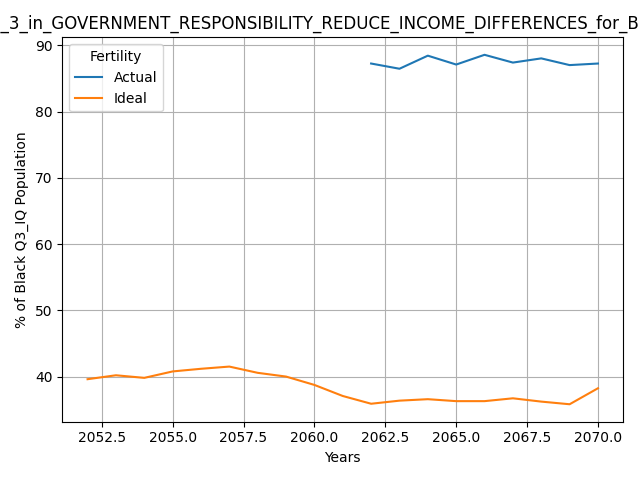 _3_in_GOVERNMENT_RESPONSIBILITY_REDUCE_INCOME_DIFFERENCES_for_B
Fertility
Actual
Ideal
90
80
70
60
50
40
% of Black Q3_IQ Population
2052.5 2055.0 2057.5 2060.0 2062.5 2065.0 2067.5 2070.0
Years